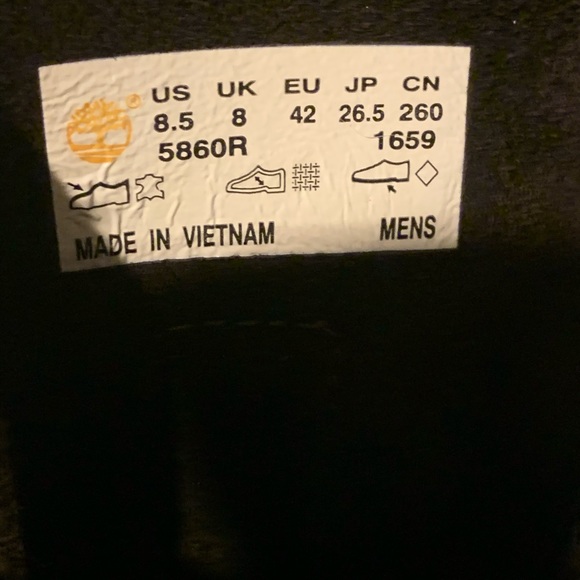 US UK EU JP CN
8.5 8 42 26.5 260
5860R 1659
MADE IN VIETNAM MENS